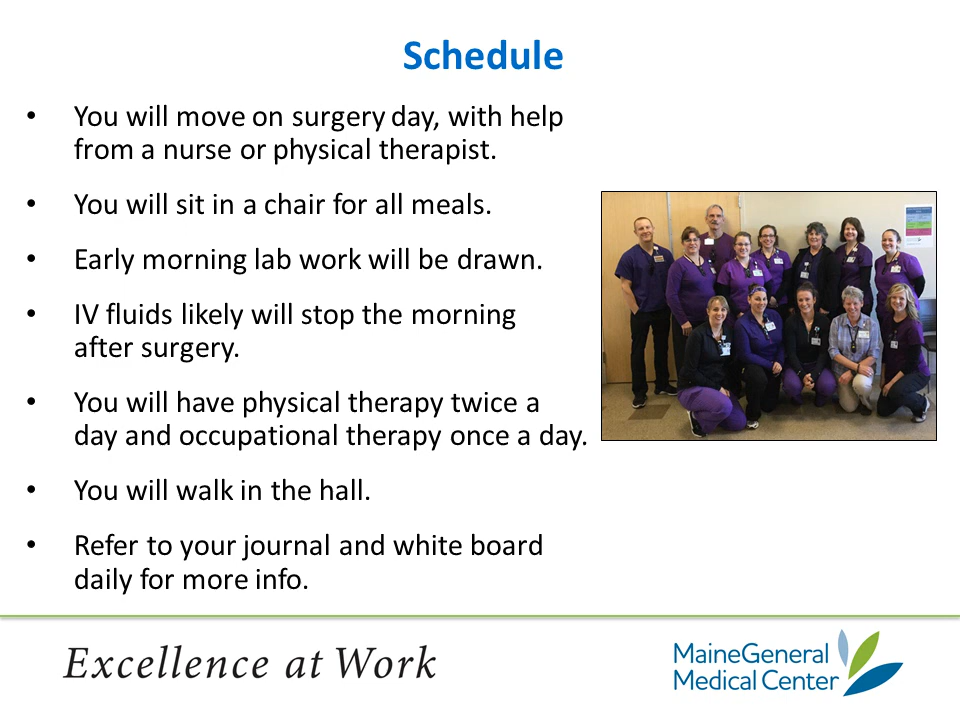 Schedule
• You will move on surgery day, with help
from a nurse or physical therapist.
• You will sit in a chair for all meals.
• Early morning lab work will be drawn.
• IV fluids likely will stop the morning
after surgery.
• You will have physical therapy twice a
day and occupational therapy once a day.
• You will walk in the hall.
• Refer to your journal and white board
daily for more info.
Excellence at Work
MaineGeneral
Medical Center